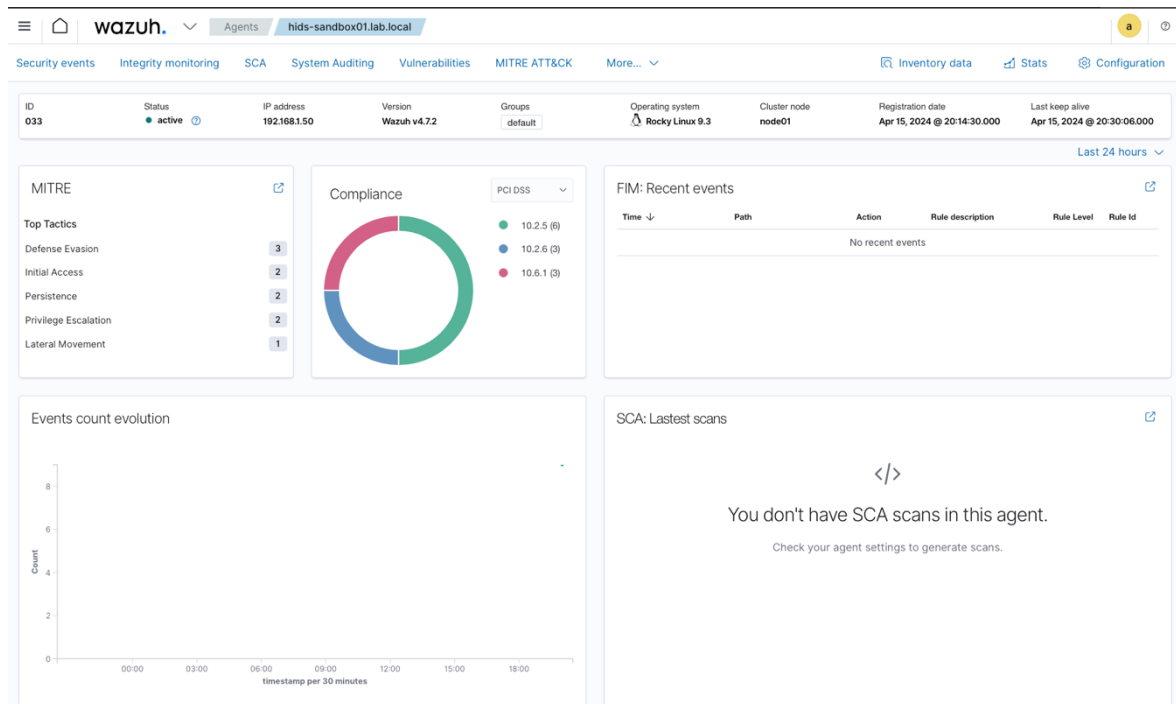 wazuh. Agents hids-sandbox01.lab.local a
Security events Integrity monitoring SCA System Auditing Vulnerabilities MITRE ATT&CK More... Inventory data Stats Configuration
ID Status IP address Version Groups Operating system Cluster node Registration date Last keep alive
033 active 192.168.1.50 Wazuh v4.7.2 default Rocky Linux 9.3 node01 Apr 15, 2024 @ 20:14:30.000 Apr 15, 2024 @ 20:30:06.000
Last 24 hours
MITRE
Top Tactics
Defense Evasion 3
Initial Access 2
Persistence 2
Privilege Escalation 2
Lateral Movement 1
Compliance PCI DSS
10.2.5 (6)
10.2.6 (3)
10.6.1 (3)
FIM: Recent events
Time Path Action Rule description Rule Level Rule Id
No recent events
Events count evolution
8
6
4
2
0
Count
00:00 03:00 06:00 09:00 12:00 15:00 18:00
timestamp per 30 minutes
SCA: Lastest scans
</>
You don't have SCA scans in this agent.
Check your agent settings to generate scans.